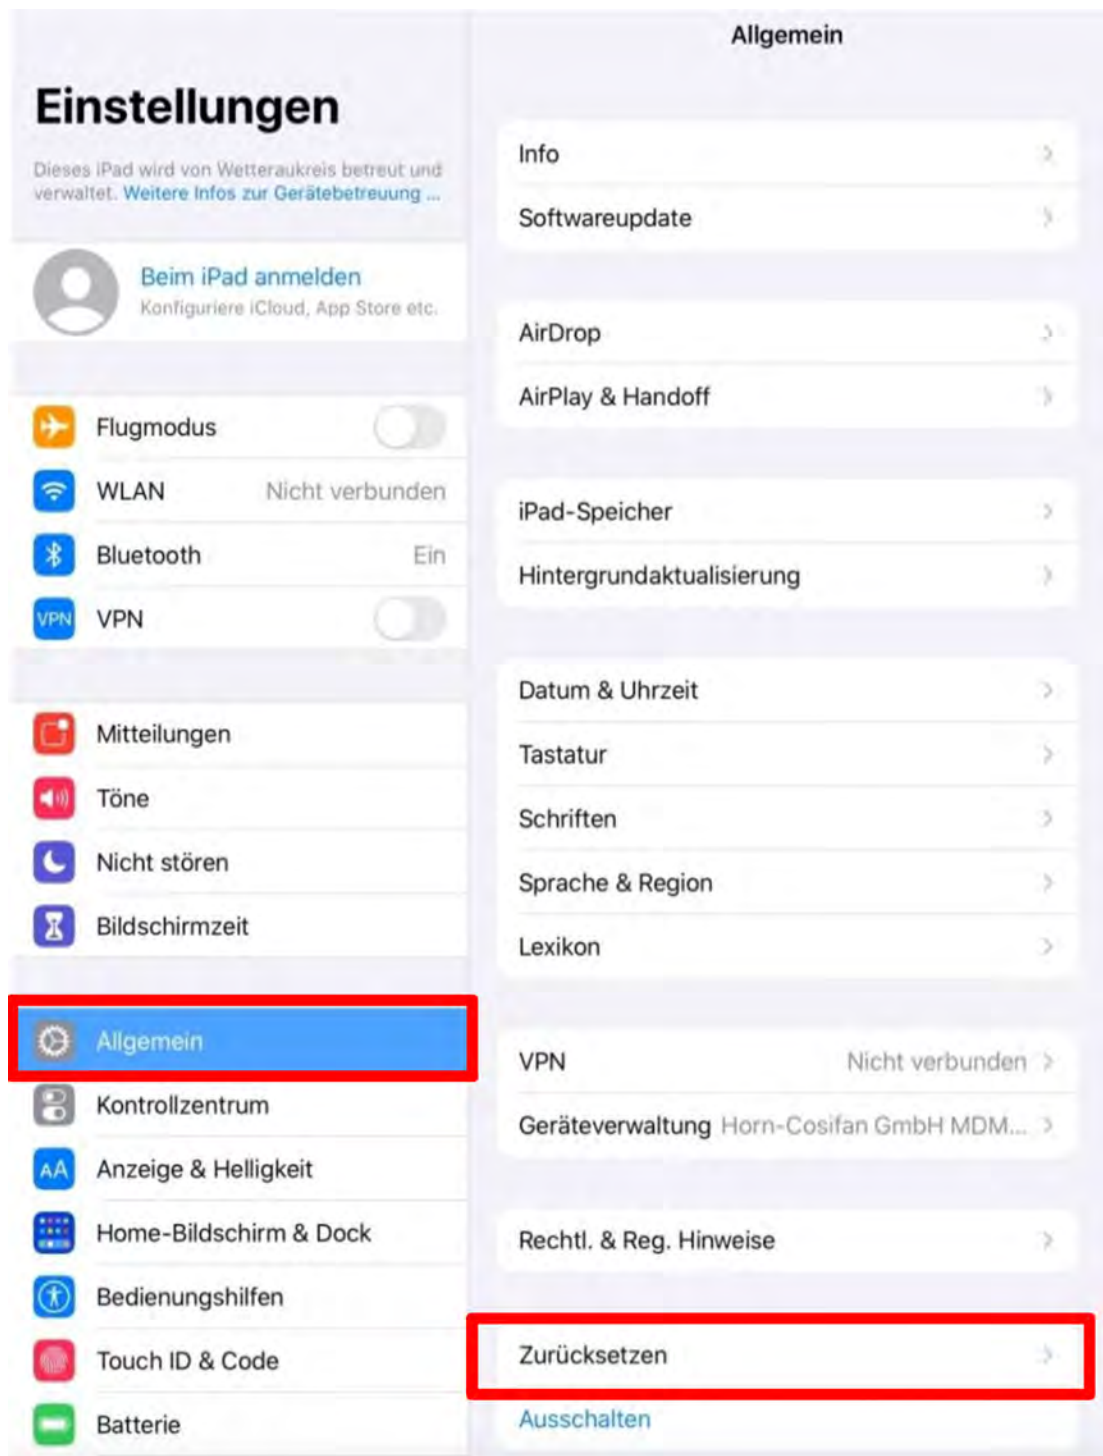 Einstellungen
Dieses iPad wird von Wetteraukreis betreut und
verwaltet. Weitere Infos zur Gerätebetreuung ...
Beim iPad anmelden
Konfiguriere iCloud, App Store etc.
Flugmodus
WLAN Nicht verbunden
Bluetooth Ein
VPN VPN
Mitteilungen
Töne
Nicht stören
Bildschirmzeit
Allgemein
Kontrollzentrum
AA Anzeige & Helligkeit
Home-Bildschirm & Dock
Bedienungshilfen
Touch ID & Code
Batterie
Allgemein
Info
Softwareupdate
AirDrop
AirPlay & Handoff
iPad-Speicher
Hintergrundaktualisierung
Datum & Uhrzeit
Tastatur
Schriften
Sprache & Region
Lexikon
VPN Nicht verbunden
Geräteverwaltung Horn-Cosifan GmbH MDM...
Rechtl. & Reg. Hinweise
Zurücksetzen
Ausschalten